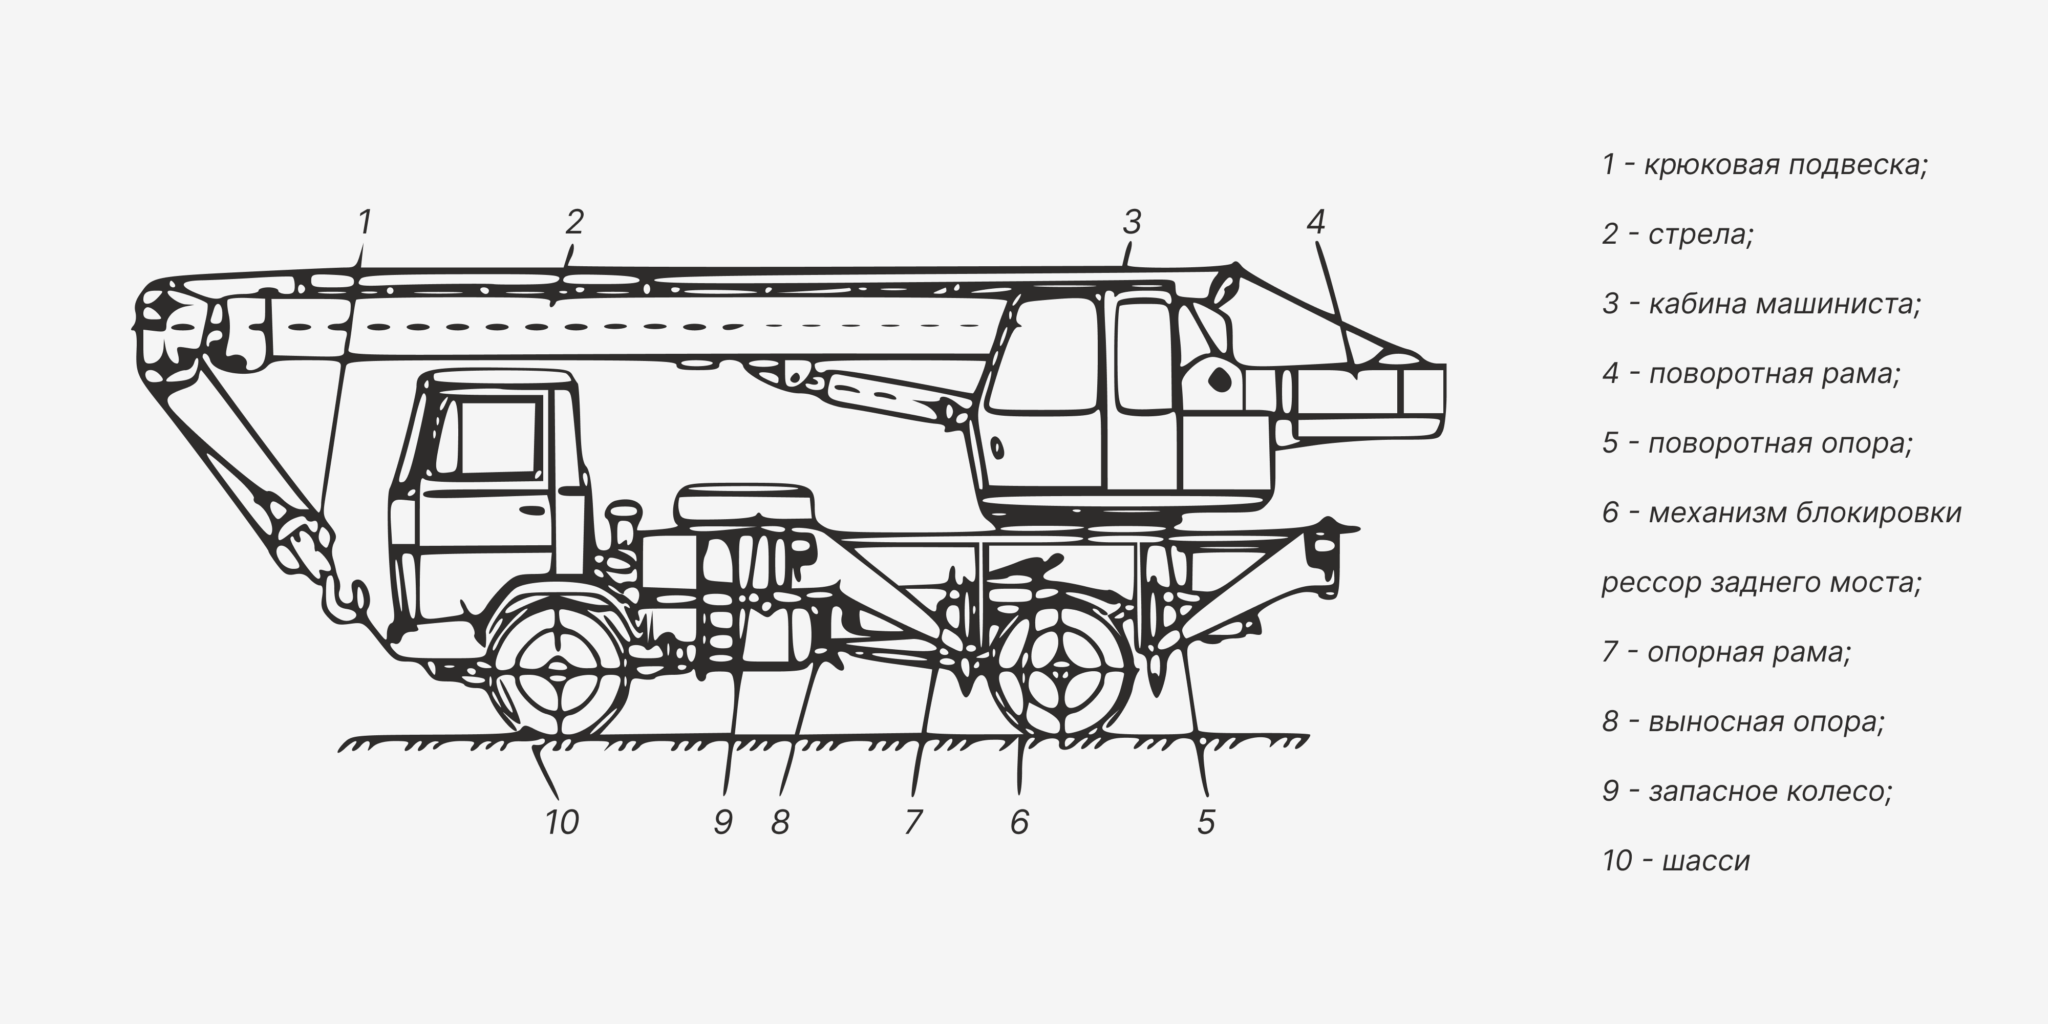 1
2
3
4
10
9
8
7
6
5
1 - крюковая подвеска;
2 - стрела;
3 - кабина машиниста;
4 - поворотная рама;
5 - поворотная опора;
6 - механизм блокировки
рессор заднего моста;
7 - опорная рама;
8 - выносная опора;
9 - запасное колесо;
10 - шасси